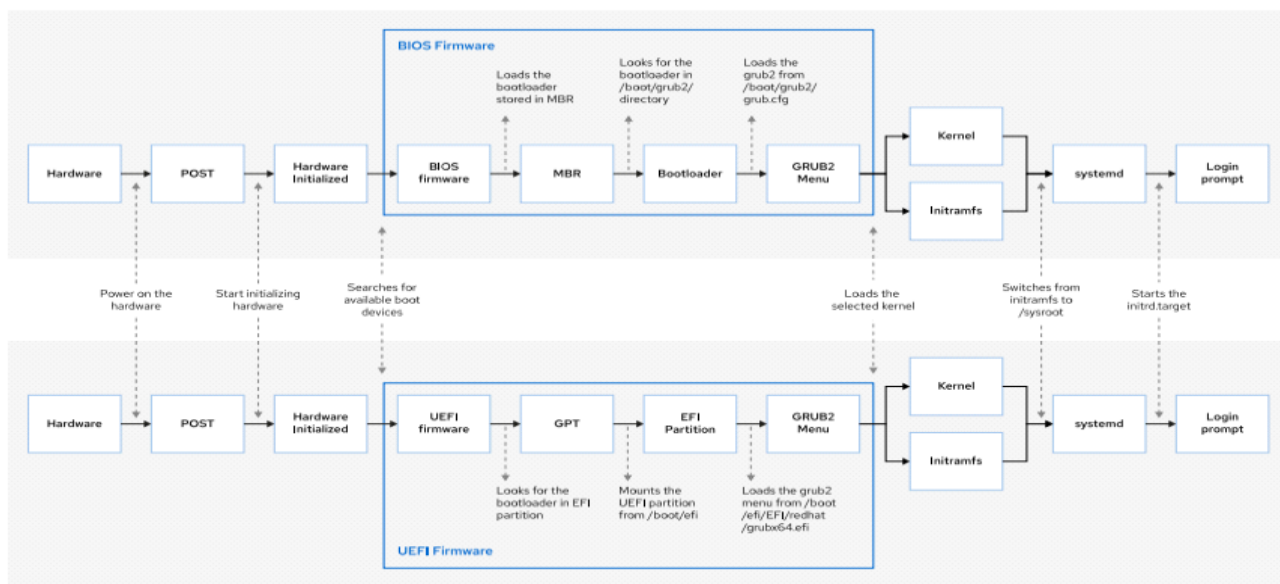 BIOS Firmware
Loads the
bootloader
stored in MBR
Looks for the
bootloader in
/boot/grub2/
directory
Loads the
grub2 from
/boot/grub2/
grub.cfg
Hardware
POST
Hardware
Initialized
BIOS
firmware
MBR
Bootloader
GRUB2
Menu
Kernel
Initramfs
systemd
Login
prompt
Power on the
hardware
Start initializing
hardware
Searches for
available boot
devices
Loads the
selected kernel
Switches from
initramfs to
/sysroot
Starts the
initrd.target
Hardware
POST
Hardware
Initialized
UEFI
firmware
GPT
EFI
Partition
GRUB2
Menu
Kernel
Initramfs
systemd
Login
prompt
Looks for the
bootloader in EFI
partition
Mounts the
UEFI partition
from /boot/efi
Loads the grub2
menu from /boot
/efi/EFI/redhat
/grubx64.efi
UEFI Firmware